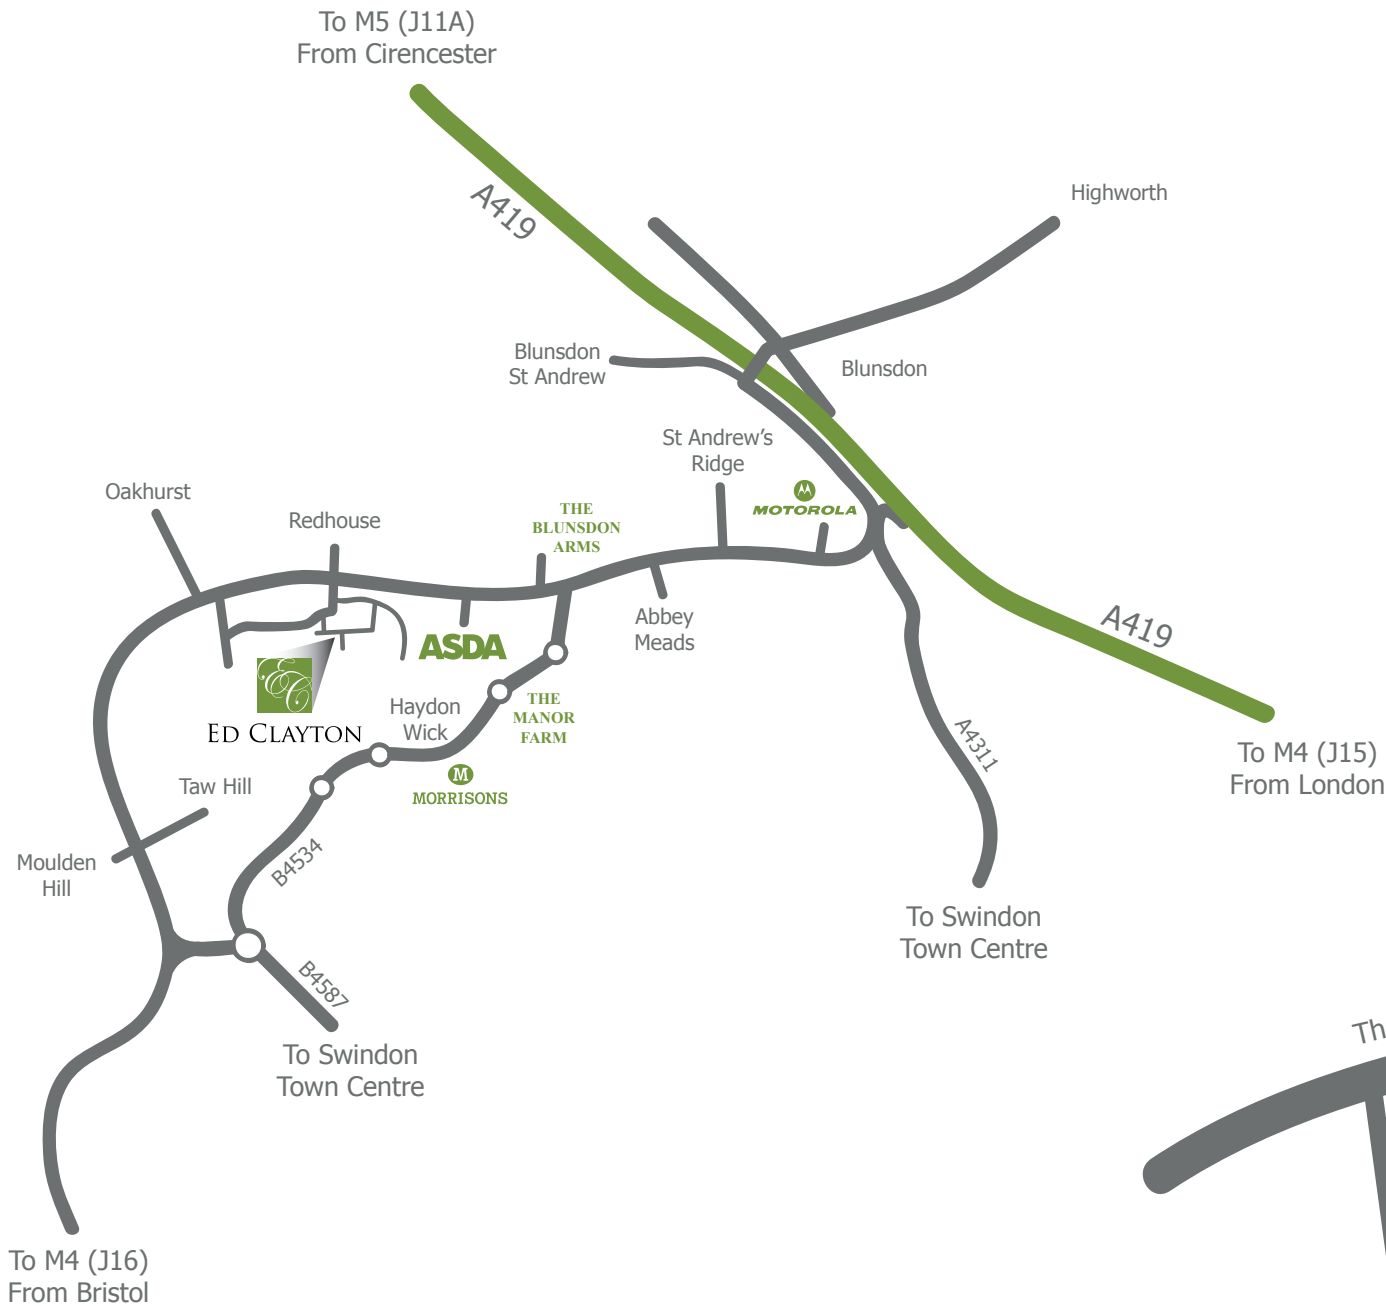 To M5 (J11A)
From Cirencester
A419
Highworth
Blunsdon
St Andrew
Blunsdon
St Andrew's
Ridge
MOTOROLA
Oakhurst
Redhouse
THE
BLUNSDON
ARMS
Abbey
Meads
ASDA
A419
EC
ED CLAYTON
Haydon
Wick
THE
MANOR
FARM
A4311
To M4 (J15)
From London
M
MORRISONS
Taw Hill
Moulden
Hill
B4534
To Swindon
Town Centre
B4587
To Swindon
Town Centre
Th
To M4 (J16)
From Bristol